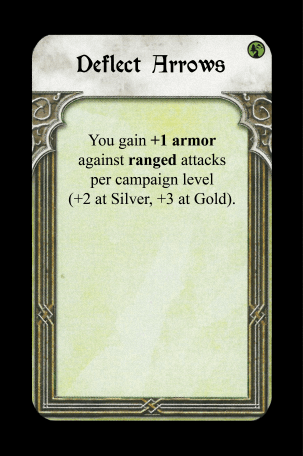 Deflect Arrows
You gain +1 armor
against ranged attacks
per campaign level
(+2 at Silver, +3 at Gold).